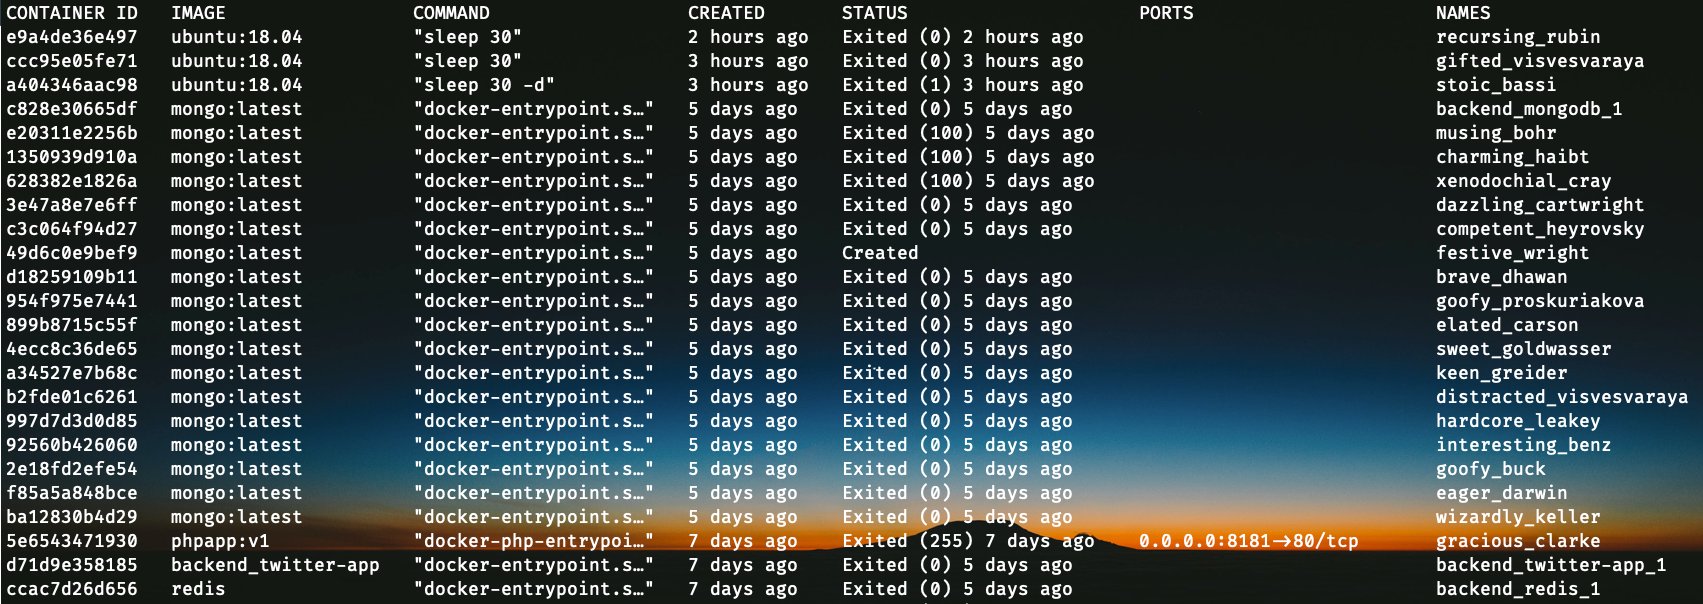 CONTAINER ID   IMAGE                 COMMAND                  CREATED       STATUS                     PORTS                      NAMES
e9a4de36e497   ubuntu:18.04          "sleep 30"               2 hours ago   Exited (0) 2 hours ago                                recursing_rubin
ccc95e05fe71   ubuntu:18.04          "sleep 30"               3 hours ago   Exited (0) 3 hours ago                                gifted_visvesvaraya
a404346aac98   ubuntu:18.04          "sleep 30 -d"            3 hours ago   Exited (1) 3 hours ago                                stoic_bassi
c828e30665df   mongo:latest          "docker-entrypoint.s…"   5 days ago    Exited (0) 5 days ago                                 backend_mongodb_1
e20311e2256b   mongo:latest          "docker-entrypoint.s…"   5 days ago    Exited (100) 5 days ago                               musing_bohr
1350939d910a   mongo:latest          "docker-entrypoint.s…"   5 days ago    Exited (100) 5 days ago                               charming_haibt
628382e1826a   mongo:latest          "docker-entrypoint.s…"   5 days ago    Exited (100) 5 days ago                               xenodochial_cray
3e47a8e7e6ff   mongo:latest          "docker-entrypoint.s…"   5 days ago    Exited (0) 5 days ago                                 dazzling_cartwright
c3c064f94d27   mongo:latest          "docker-entrypoint.s…"   5 days ago    Exited (0) 5 days ago                                 competent_heyrovsky
49d6c0e9bef9   mongo:latest          "docker-entrypoint.s…"   5 days ago    Created                                               festive_wright
d18259109b11   mongo:latest          "docker-entrypoint.s…"   5 days ago    Exited (0) 5 days ago                                 brave_dhawan
954f975e7441   mongo:latest          "docker-entrypoint.s…"   5 days ago    Exited (0) 5 days ago                                 goofy_proskuriakova
899b8715c55f   mongo:latest          "docker-entrypoint.s…"   5 days ago    Exited (0) 5 days ago                                 elated_carson
4ecc8c36de65   mongo:latest          "docker-entrypoint.s…"   5 days ago    Exited (0) 5 days ago                                 sweet_goldwasser
a34527e7b68c   mongo:latest          "docker-entrypoint.s…"   5 days ago    Exited (0) 5 days ago                                 keen_greider
b2fde01c6261   mongo:latest          "docker-entrypoint.s…"   5 days ago    Exited (0) 5 days ago                                 distracted_visvesvaraya
997d7d3d0d85   mongo:latest          "docker-entrypoint.s…"   5 days ago    Exited (0) 5 days ago                                 hardcore_leakey
92560b426060   mongo:latest          "docker-entrypoint.s…"   5 days ago    Exited (0) 5 days ago                                 interesting_benz
2e18fd2efe54   mongo:latest          "docker-entrypoint.s…"   5 days ago    Exited (0) 5 days ago                                 goofy_buck
f85a5a848bce   mongo:latest          "docker-entrypoint.s…"   5 days ago    Exited (0) 5 days ago                                 eager_darwin
ba12830b4d29   mongo:latest          "docker-entrypoint.s…"   5 days ago    Exited (0) 5 days ago                                 wizardly_keller
5e6543471930   phpapp:v1             "docker-php-entrypoi…"   7 days ago    Exited (255) 7 days ago    0.0.0.0:8181->80/tcp       gracious_clarke
d71d9e358185   backend_twitter-app   "docker-entrypoint.s…"   7 days ago    Exited (0) 5 days ago                                 backend_twitter-app_1
ccac7d26d656   redis                 "docker-entrypoint.s…"   7 days ago    Exited (0) 5 days ago                                 backend_redis_1